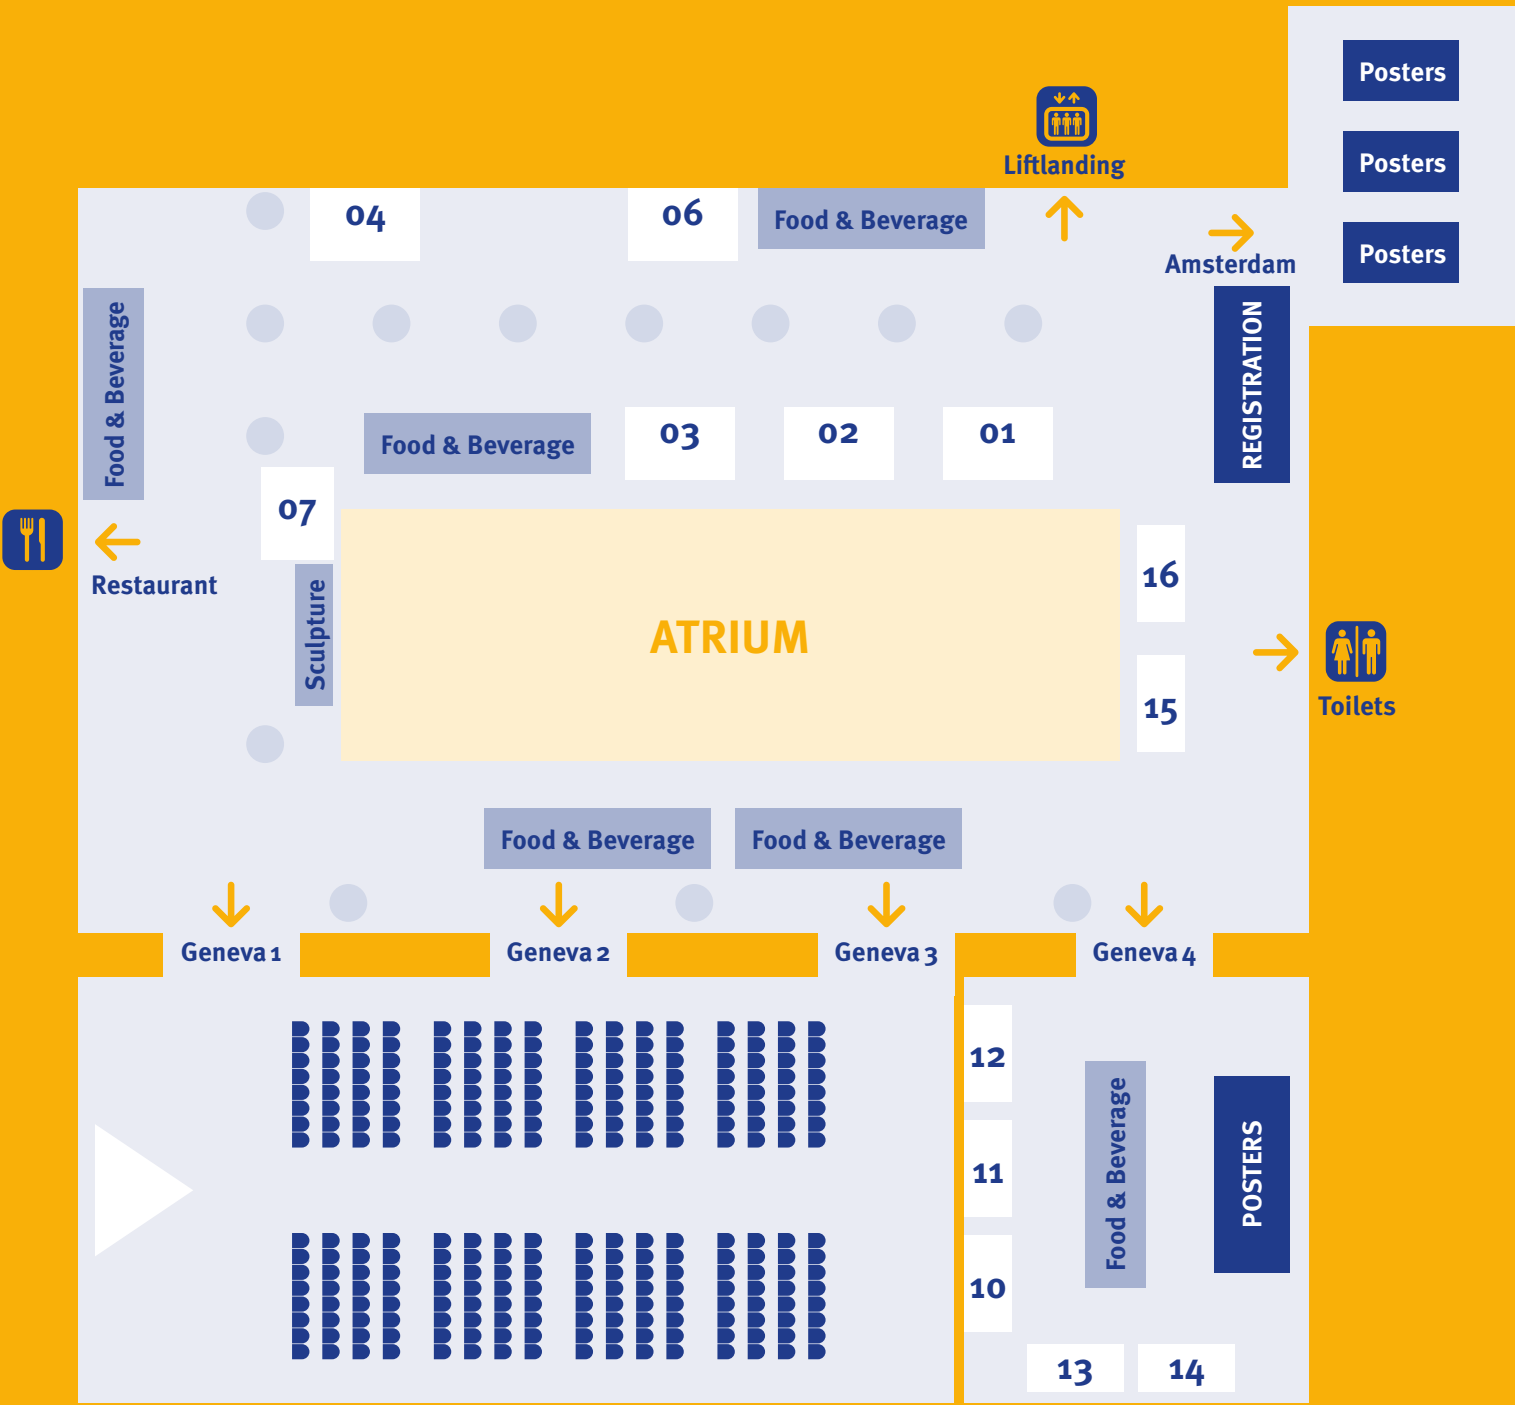 Posters
Posters
Liftlanding
04
06
Food & Beverage
Posters
Amsterdam
Food & Beverage
REGISTRATION
Food & Beverage
03
02
01
07
Restaurant
Sculpture
ATRIUM
16
15
Toilets
Food & Beverage
Food & Beverage
Geneva 1
Geneva 2
Geneva 3
Geneva 4
12
11
10
Food & Beverage
POSTERS
13
14